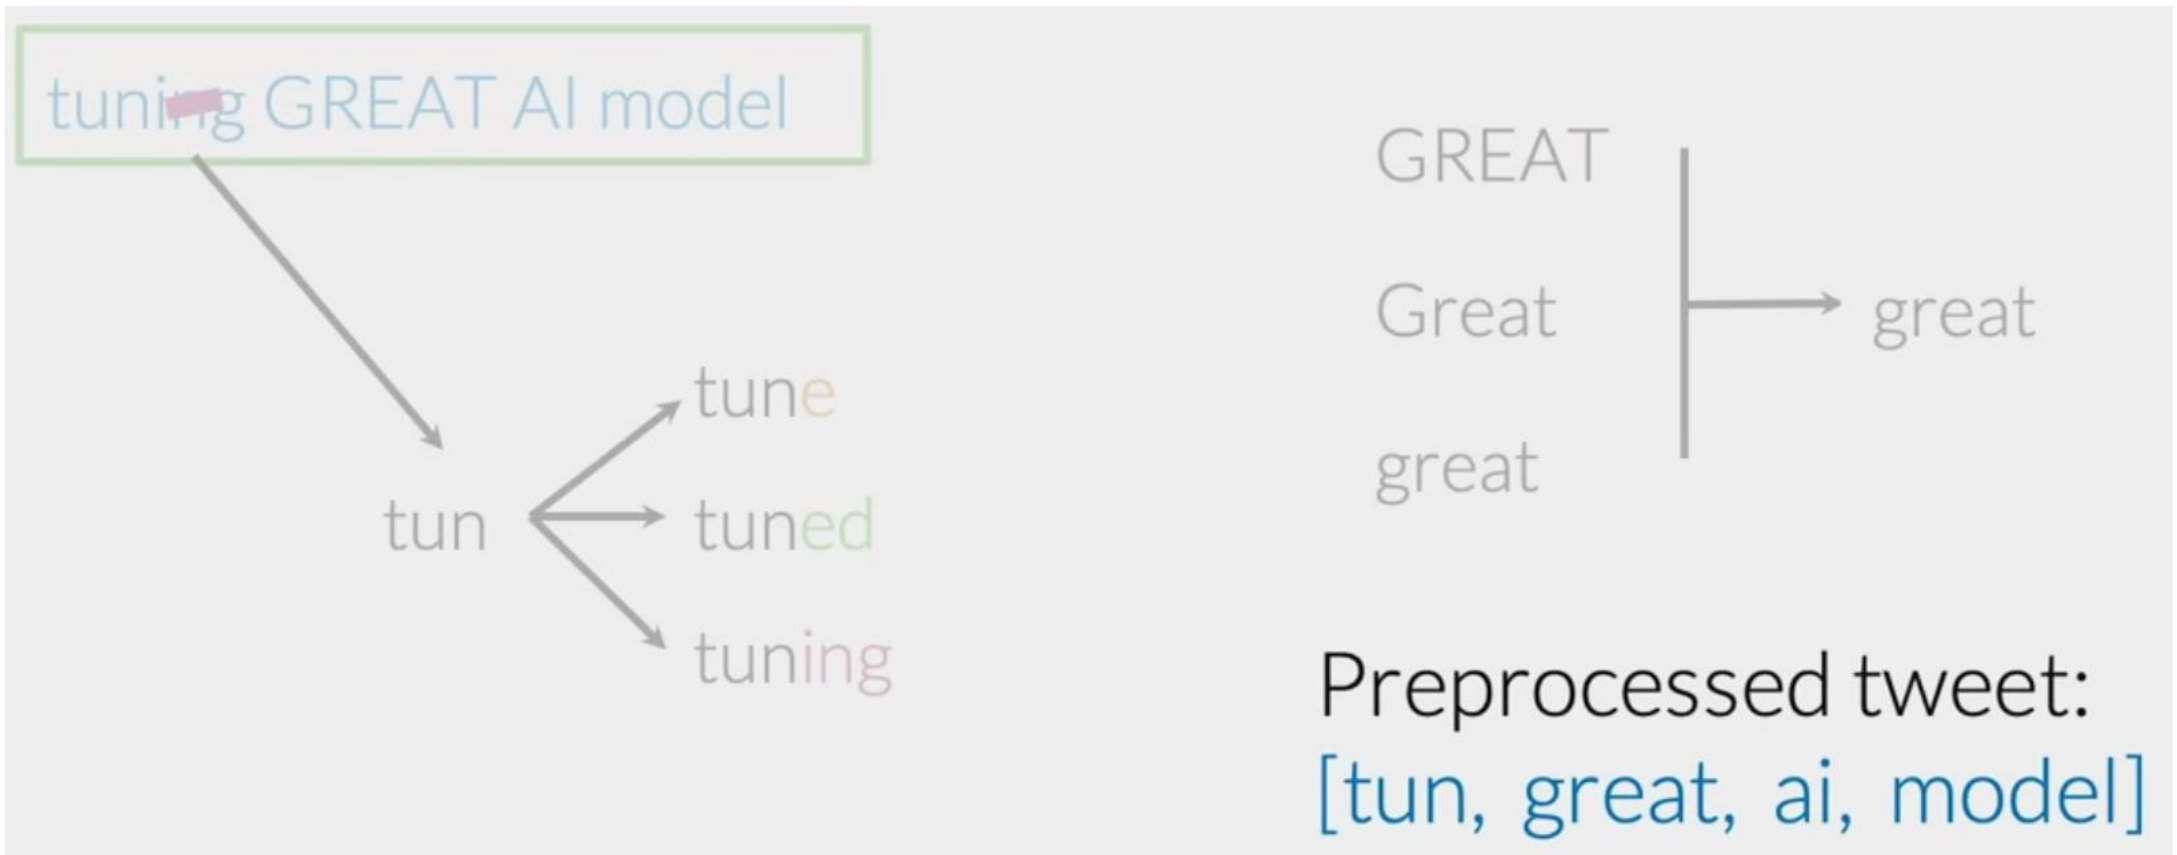 tuning GREAT AI model
tun
tune
tuned
tuning
GREAT
Great
great
great
Preprocessed tweet:
[tun, great, ai, model]